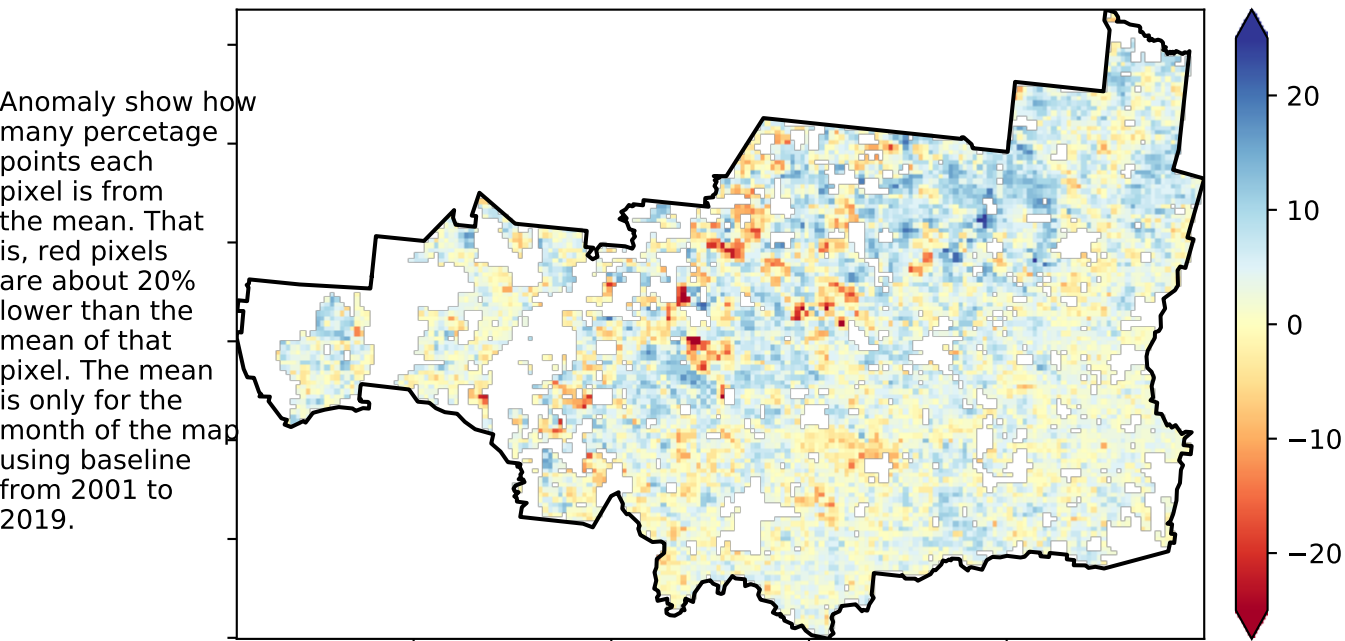 Anomaly show how
many percetage
points each
pixel is from
the mean. That
is, red pixels
are about 20%
lower than the
mean of that
pixel. The mean
is only for the
month of the map
using baseline
from 2001 to
2019.
20
10
0
−10
−20